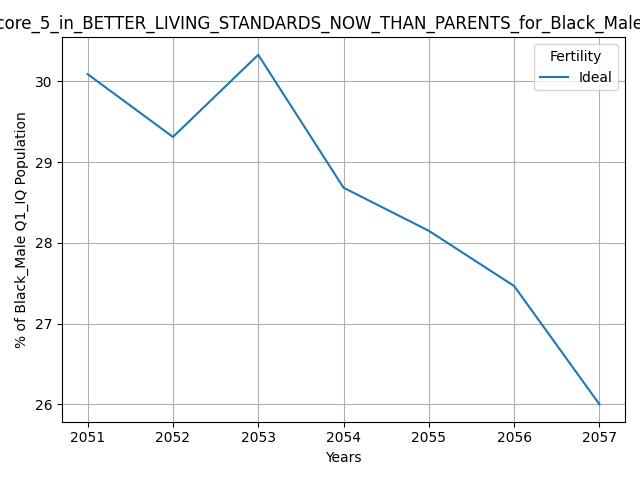 core_5_in_BETTER_LIVING_STANDARDS_NOW_THAN_PARENTS_for_Black_Male
Fertility
Ideal
% of Black_Male Q1_IQ Population
30
29
28
27
26
2051 2052 2053 2054 2055 2056 2057
Years